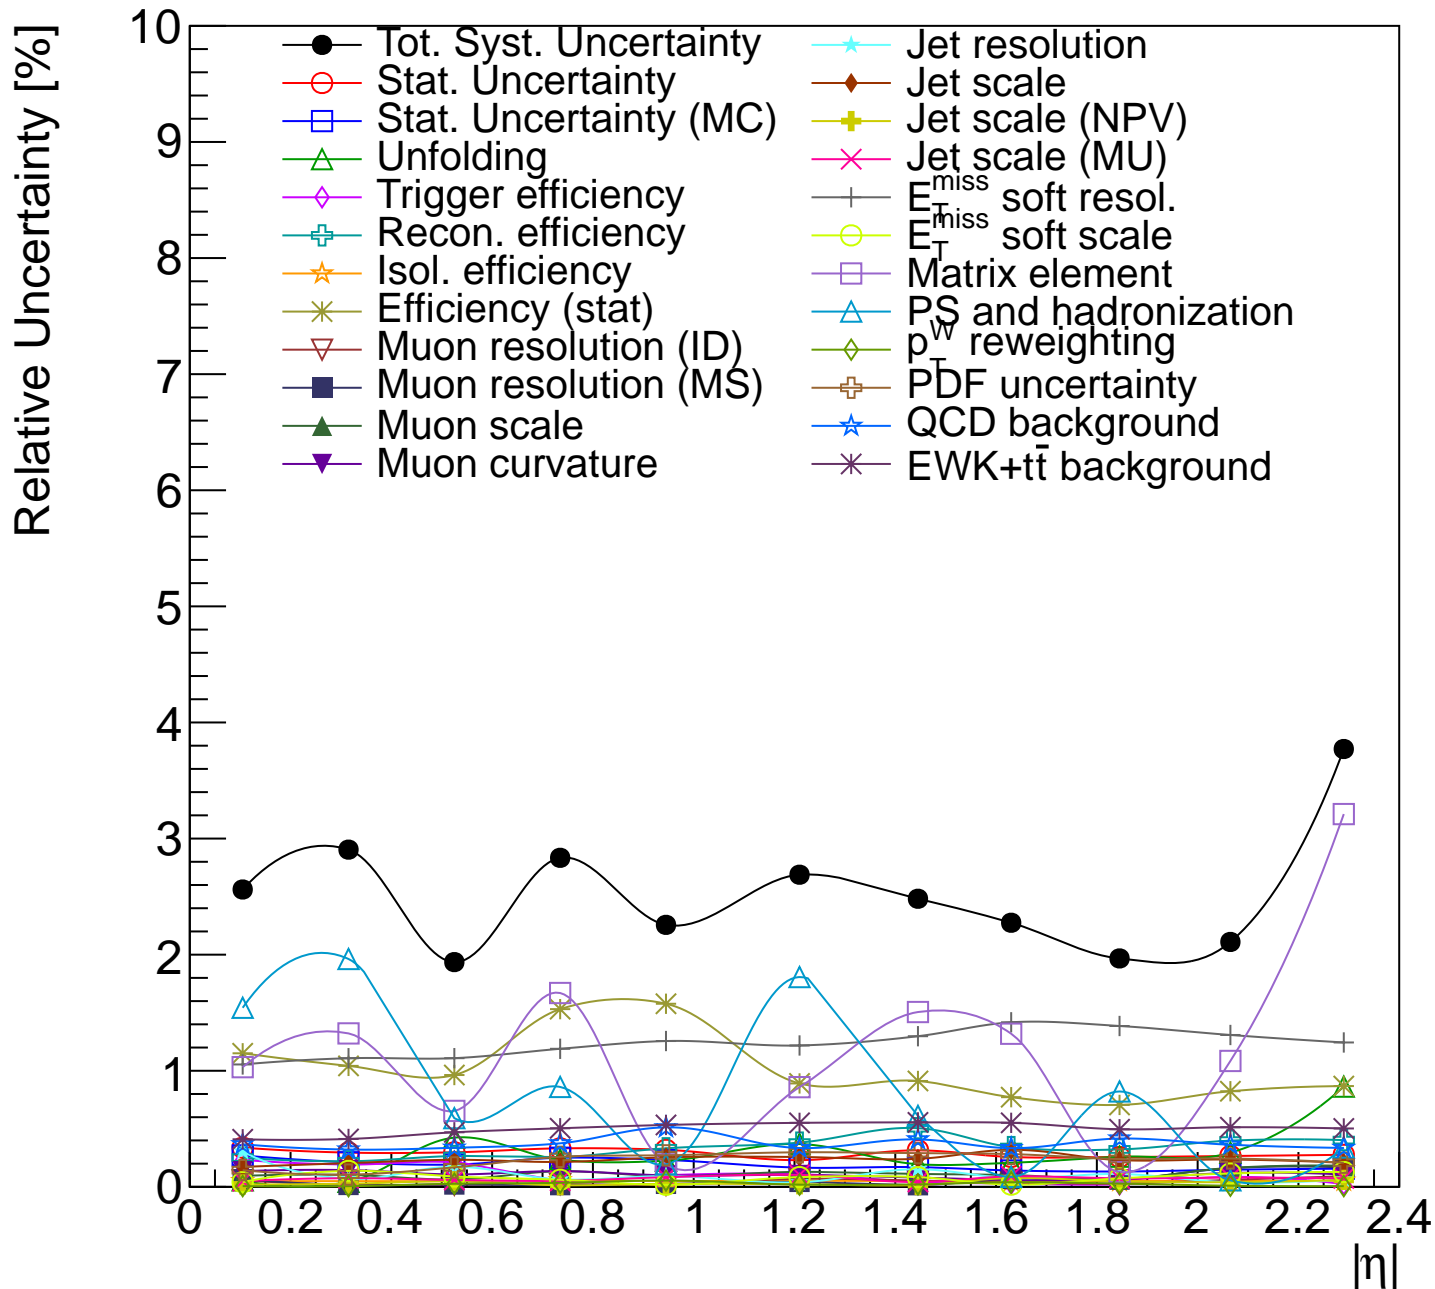 Relative Uncertainty [%]
10
9
8
7
6
5
4
3
2
1
0
Tot. Syst. Uncertainty
Stat. Uncertainty
Stat. Uncertainty (MC)
Unfolding
Trigger efficiency
Recon. efficiency
Isol. efficiency
Efficiency (stat)
Muon resolution (ID)
Muon resolution (MS)
Muon scale
Muon curvature
Jet resolution
Jet scale
Jet scale (NPV)
Jet scale (MU)
E_T^miss soft resol.
E_T^miss soft scale
Matrix element
PS and hadronization
p_T^W reweighting
PDF uncertainty
QCD background
EWK+tt̄ background
0 0.2 0.4 0.6 0.8 1 1.2 1.4 1.6 1.8 2 2.2 2.4
|η|